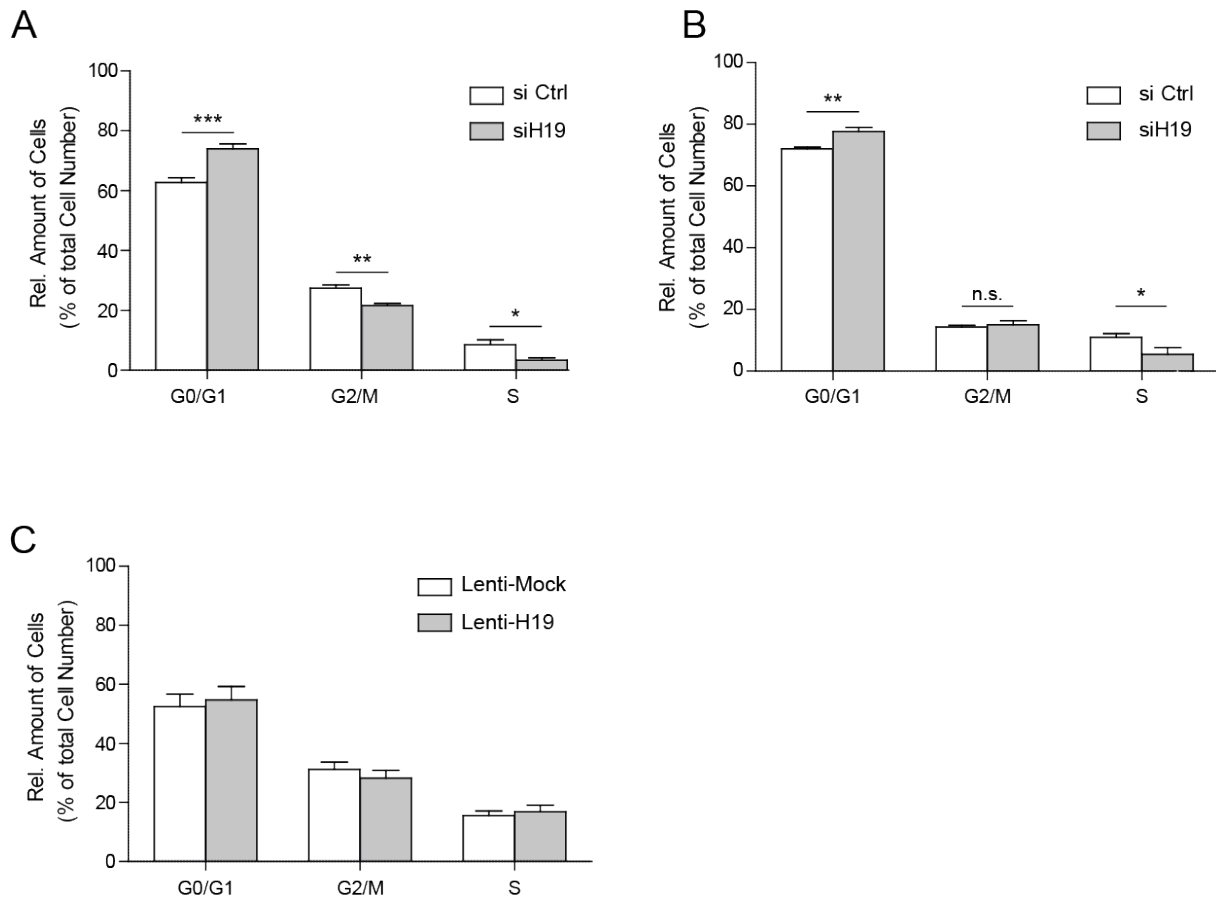 A
Rel. Amount of Cells
(% of total Cell Number)
100
80
60
40
20
0
si Ctrl
siH19
***
**
*
G0/G1
G2/M
S
B
Rel. Amount of Cells
(% of total Cell Number)
100
80
60
40
20
0
si Ctrl
siH19
**
n.s.
*
G0/G1
G2/M
S
C
Rel. Amount of Cells
(% of total Cell Number)
100
80
60
40
20
0
Lenti-Mock
Lenti-H19
G0/G1
G2/M
S